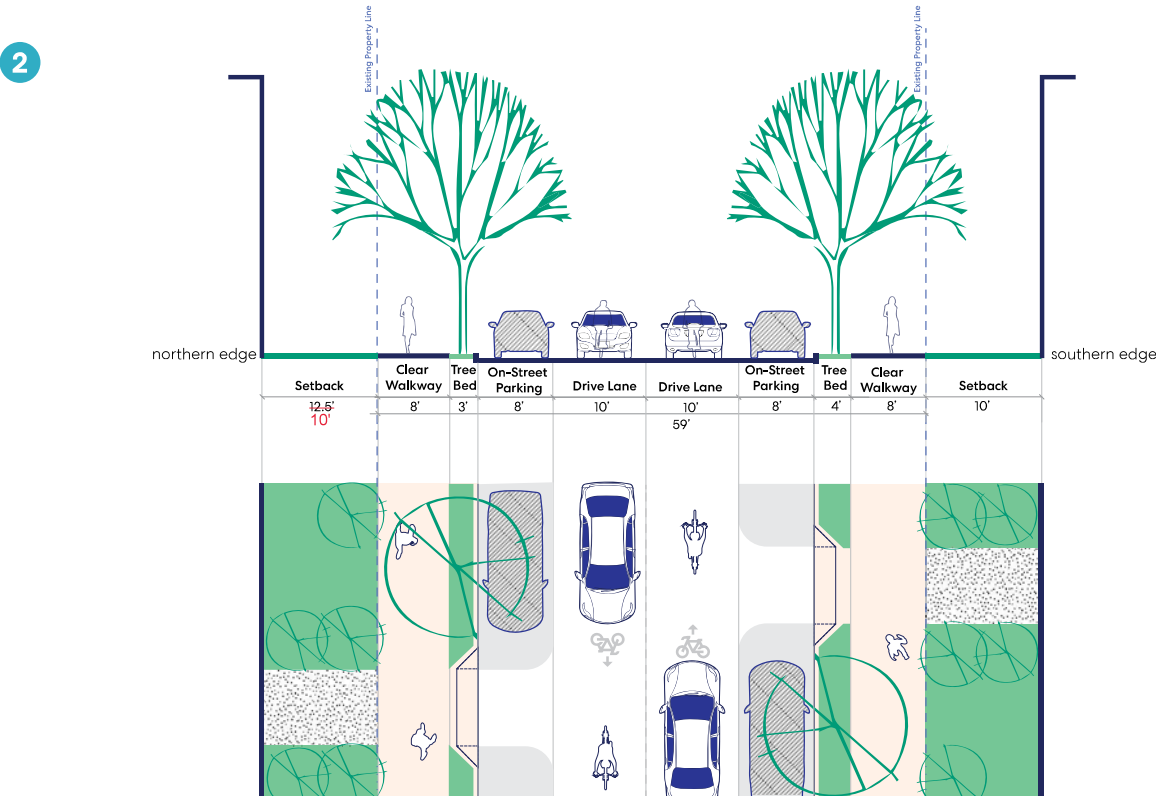 2
Existing Property Line
Existing Property Line
northern edge
southern edge
Setback
Clear
Walkway
Tree
Bed
On-Street
Parking
Drive Lane
Drive Lane
On-Street
Parking
Tree
Bed
Clear
Walkway
Setback
12.5'
10'
8'
3'
8'
10'
10'
8'
4'
8'
10'
59'